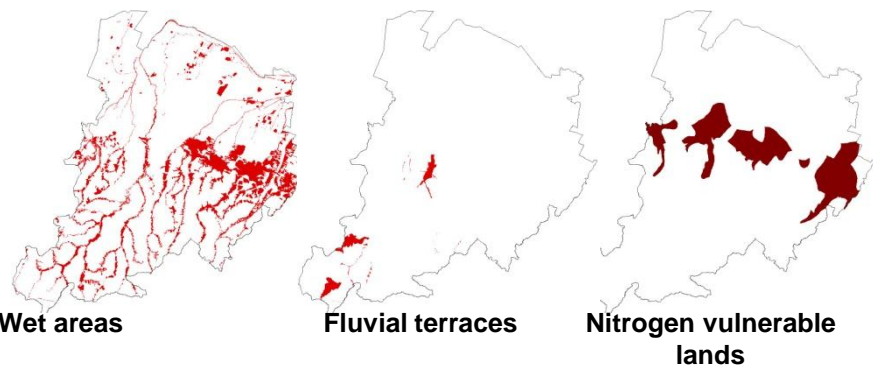 Wet areas
Fluvial terraces
Nitrogen vulnerable
lands